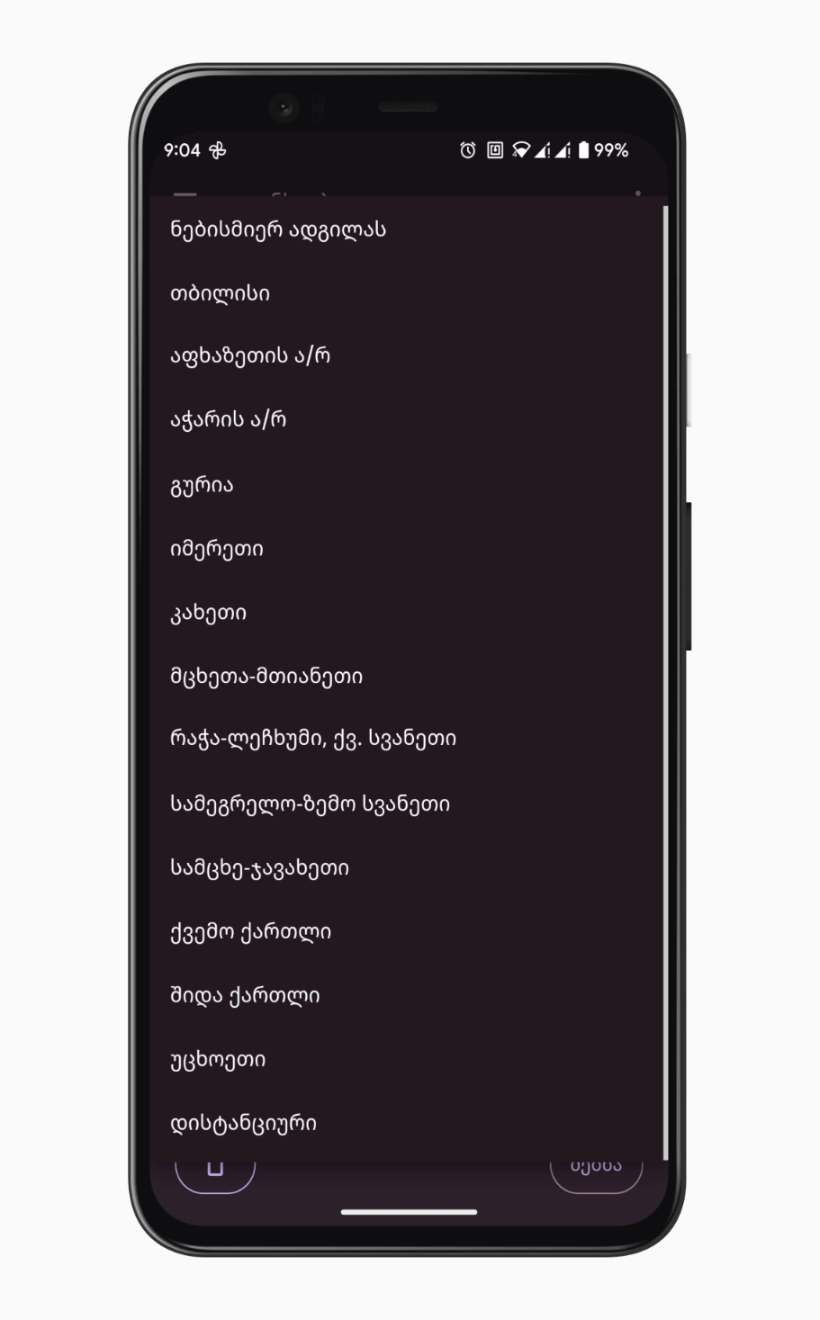 9:04 99%
ნებისმიერ ადგილას
თბილისი
აფხაზეთის ა/რ
აჭარის ა/რ
გურია
იმერეთი
კახეთი
მცხეთა-მთიანეთი
რაჭა-ლეჩხუმი, ქვ. სვანეთი
სამეგრელო-ზემო სვანეთი
სამცხე-ჯავახეთი
ქვემო ქართლი
შიდა ქართლი
უცხოეთი
დისტანციური